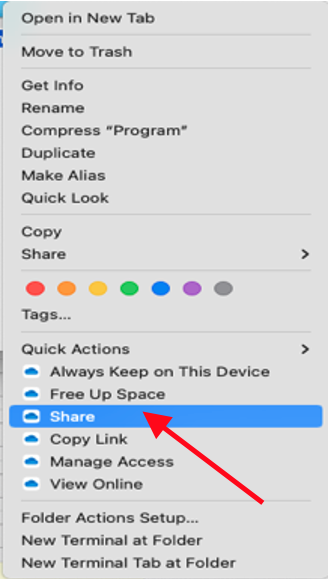 Open in New Tab
Move to Trash
Get Info
Rename
Compress “Program”
Duplicate
Make Alias
Quick Look
Copy
Share
Tags...
Quick Actions
Always Keep on This Device
Free Up Space
Share
Copy Link
Manage Access
View Online
Folder Actions Setup...
New Terminal at Folder
New Terminal Tab at Folder